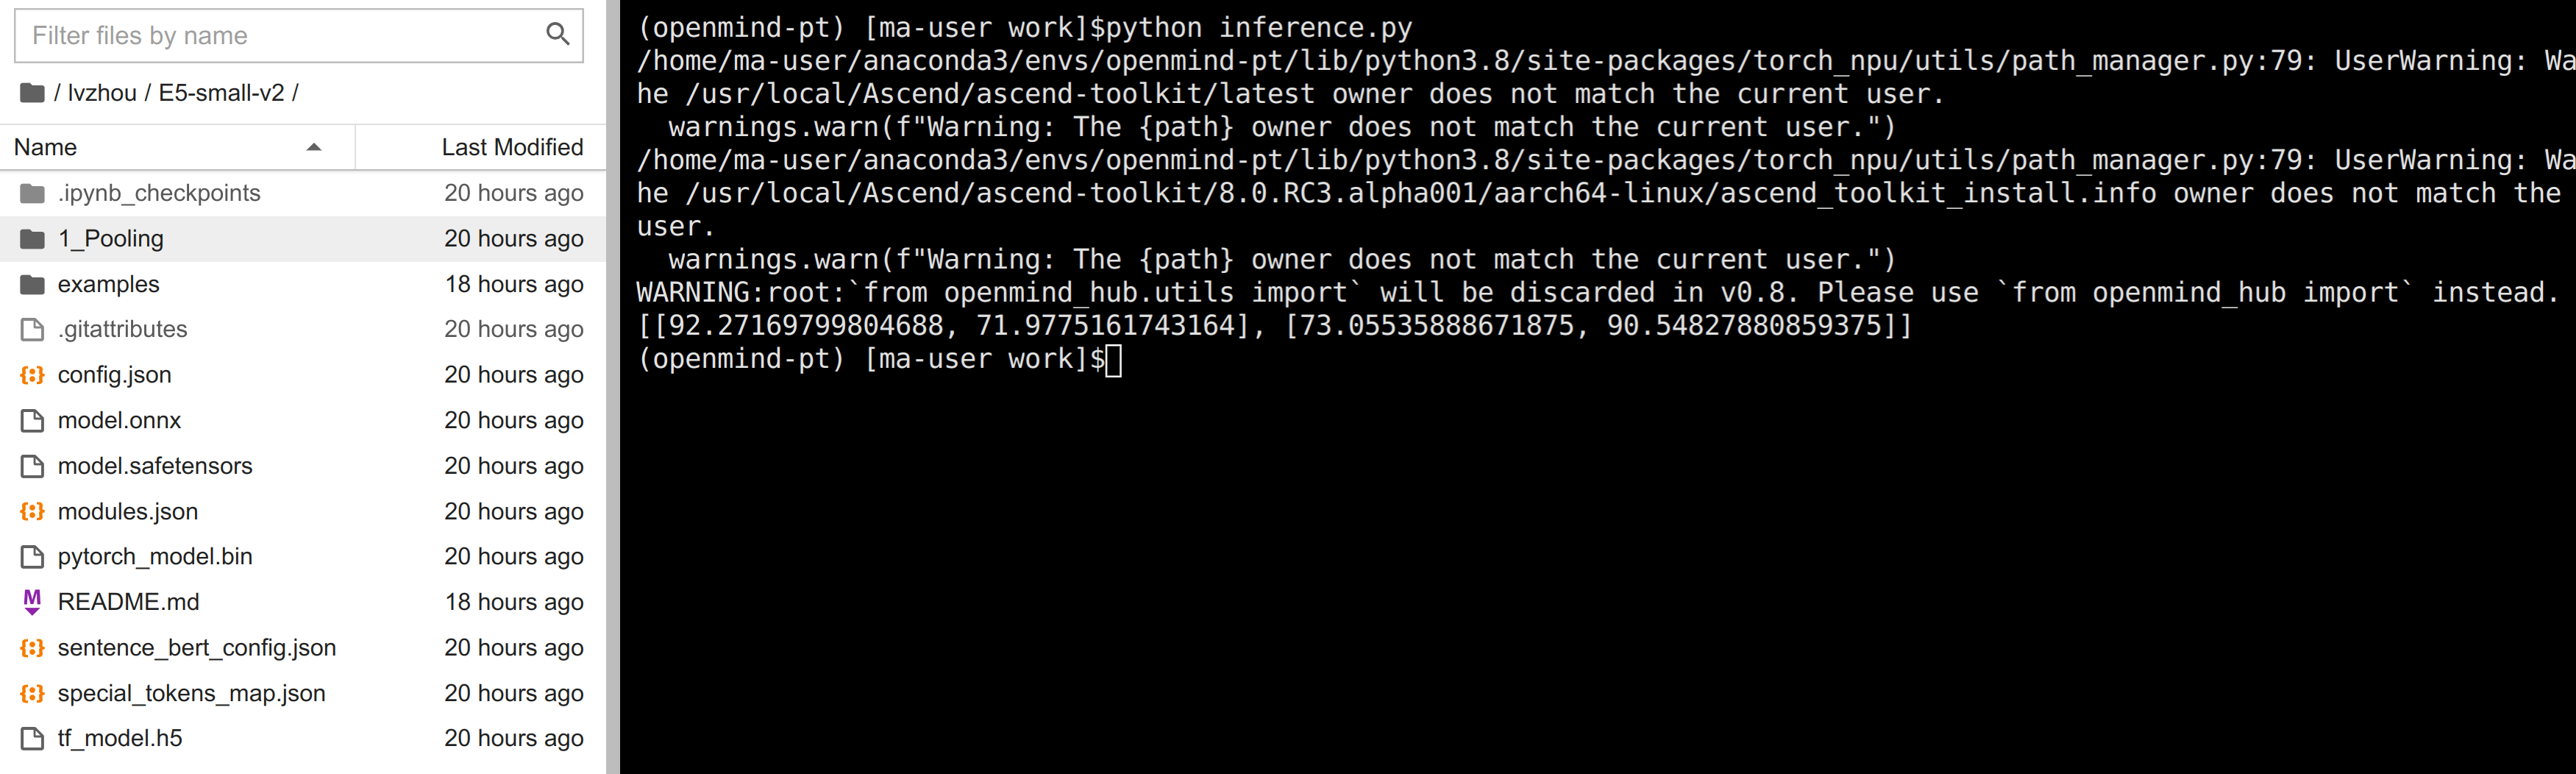 Filter files by name
/ lvzhou / E5-small-v2 /
Name Last Modified
.ipynb_checkpoints 20 hours ago
1_Pooling 20 hours ago
examples 18 hours ago
.gitattributes 20 hours ago
config.json 20 hours ago
model.onnx 20 hours ago
model.safetensors 20 hours ago
modules.json 20 hours ago
pytorch_model.bin 20 hours ago
README.md 18 hours ago
sentence_bert_config.json 20 hours ago
special_tokens_map.json 20 hours ago
tf_model.h5 20 hours ago
(openmind-pt) [ma-user work]$python inference.py
/home/ma-user/anaconda3/envs/openmind-pt/lib/python3.8/site-packages/torch_npu/utils/path_manager.py:79: UserWarning: Wa
he /usr/local/Ascend/ascend-toolkit/latest owner does not match the current user.
  warnings.warn(f"Warning: The {path} owner does not match the current user.")
/home/ma-user/anaconda3/envs/openmind-pt/lib/python3.8/site-packages/torch_npu/utils/path_manager.py:79: UserWarning: Wa
he /usr/local/Ascend/ascend-toolkit/8.0.RC3.alpha001/aarch64-linux/ascend_toolkit_install.info owner does not match the
user.
  warnings.warn(f"Warning: The {path} owner does not match the current user.")
WARNING:root:`from openmind_hub.utils import` will be discarded in v0.8. Please use `from openmind_hub import` instead.
[[92.27169799804688, 71.9775161743164], [73.05535888671875, 90.54827880859375]]
(openmind-pt) [ma-user work]$